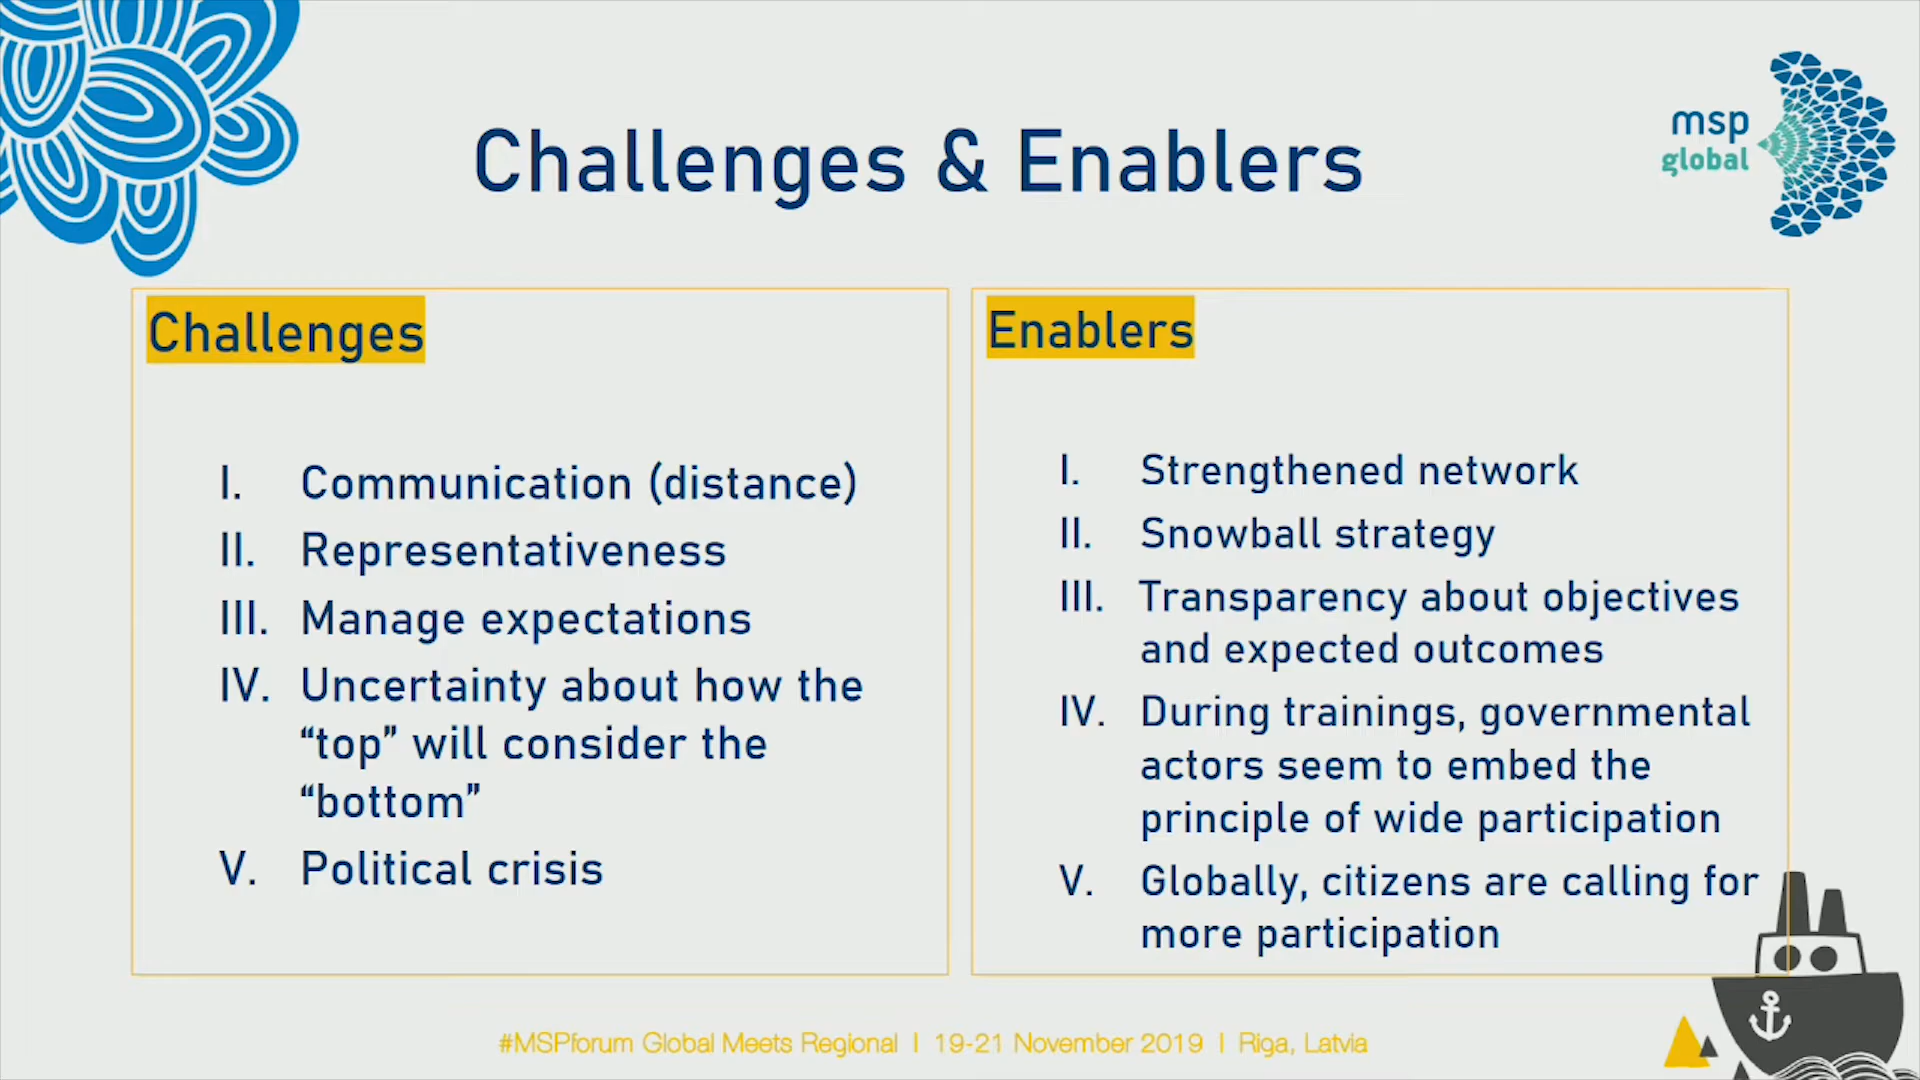 Challenges & Enablers
msp
global
Challenges
I. Communication (distance)
II. Representativeness
III. Manage expectations
IV. Uncertainty about how the
“top” will consider the
“bottom”
V. Political crisis
Enablers
I. Strengthened network
II. Snowball strategy
III. Transparency about objectives
and expected outcomes
IV. During trainings, governmental
actors seem to embed the
principle of wide participation
V. Globally, citizens are calling for
more participation
#MSPforum Global Meets Regional | 19-21 November 2019 | Riga, Latvia